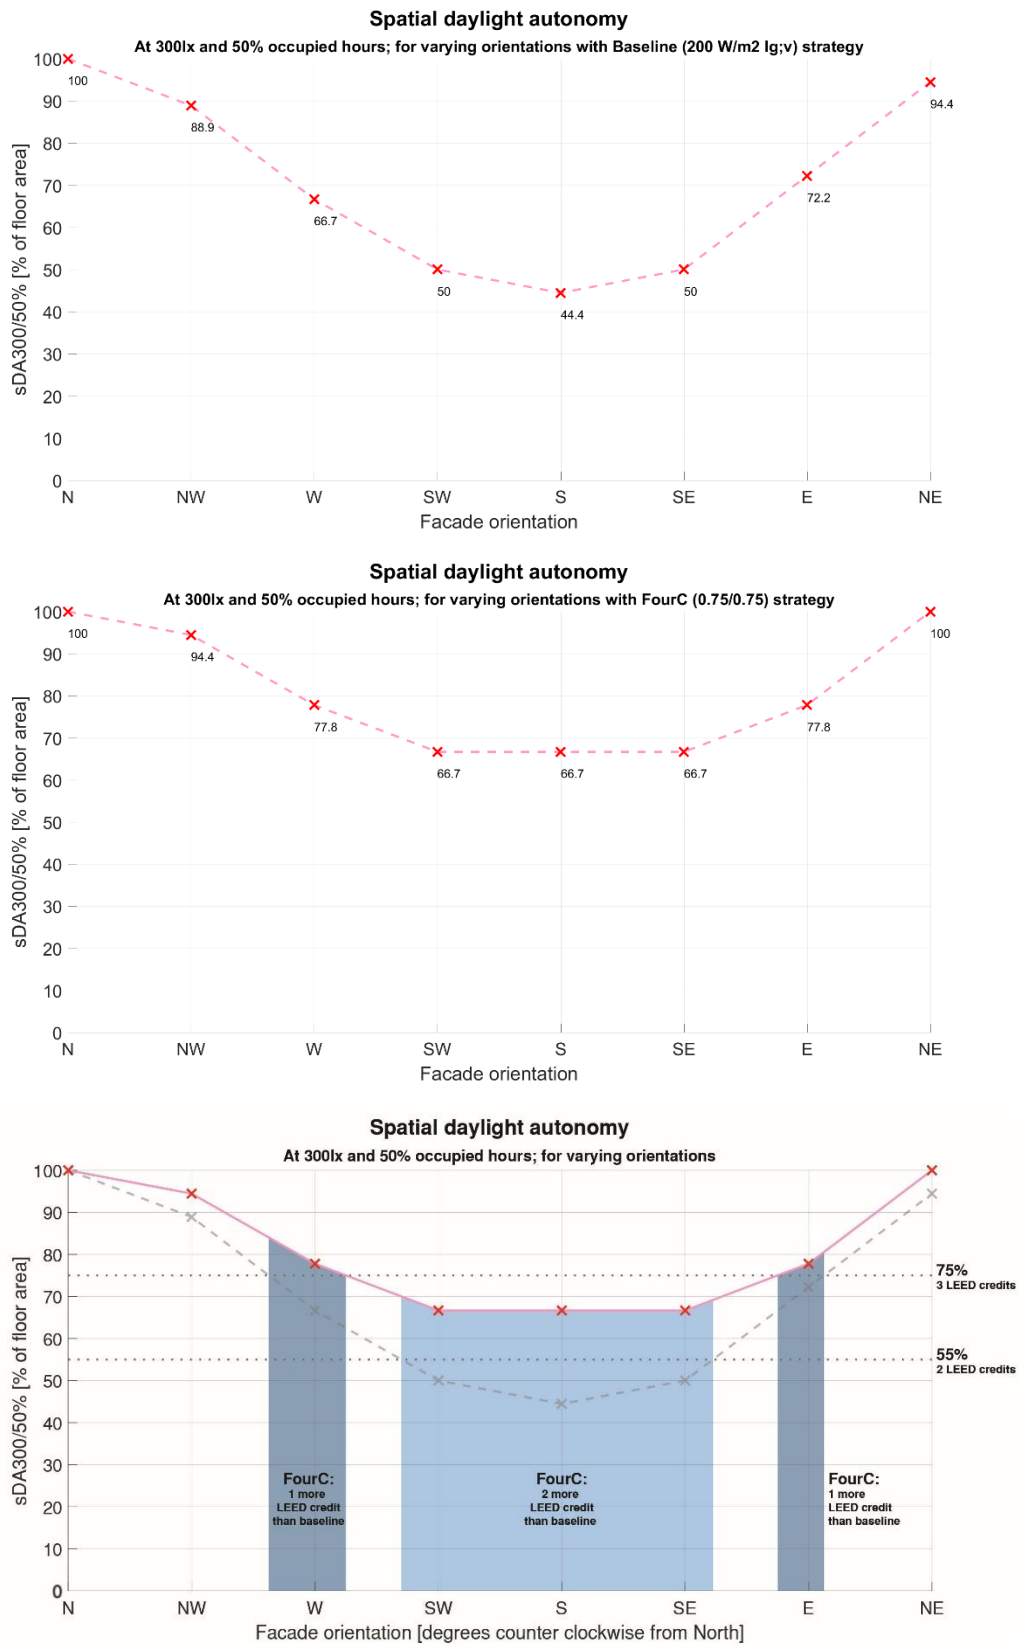 Spatial daylight autonomy
At 300lx and 50% occupied hours; for varying orientations with Baseline (200 W/m2 Ig;v) strategy
sDA300/50% [% of floor area]
100
90
80
70
60
50
40
30
20
10
0
100
88.9
66.7
50
44.4
50
72.2
94.4
N NW W SW S SE E NE
Facade orientation
Spatial daylight autonomy
At 300lx and 50% occupied hours; for varying orientations with FourC (0.75/0.75) strategy
sDA300/50% [% of floor area]
100
90
80
70
60
50
40
30
20
10
0
100
94.4
77.8
66.7
66.7
66.7
77.8
100
N NW W SW S SE E NE
Facade orientation
Spatial daylight autonomy
At 300lx and 50% occupied hours; for varying orientations
sDA300/50% [% of floor area]
100
90
80
70
60
50
40
30
20
10
0
75%
3 LEED credits
55%
2 LEED credits
FourC:
1 more
LEED credit
than baseline
FourC:
2 more
LEED credit
than baseline
FourC:
1 more
LEED credit
than baseline
N NW W SW S SE E NE
Facade orientation [degrees counter clockwise from North]